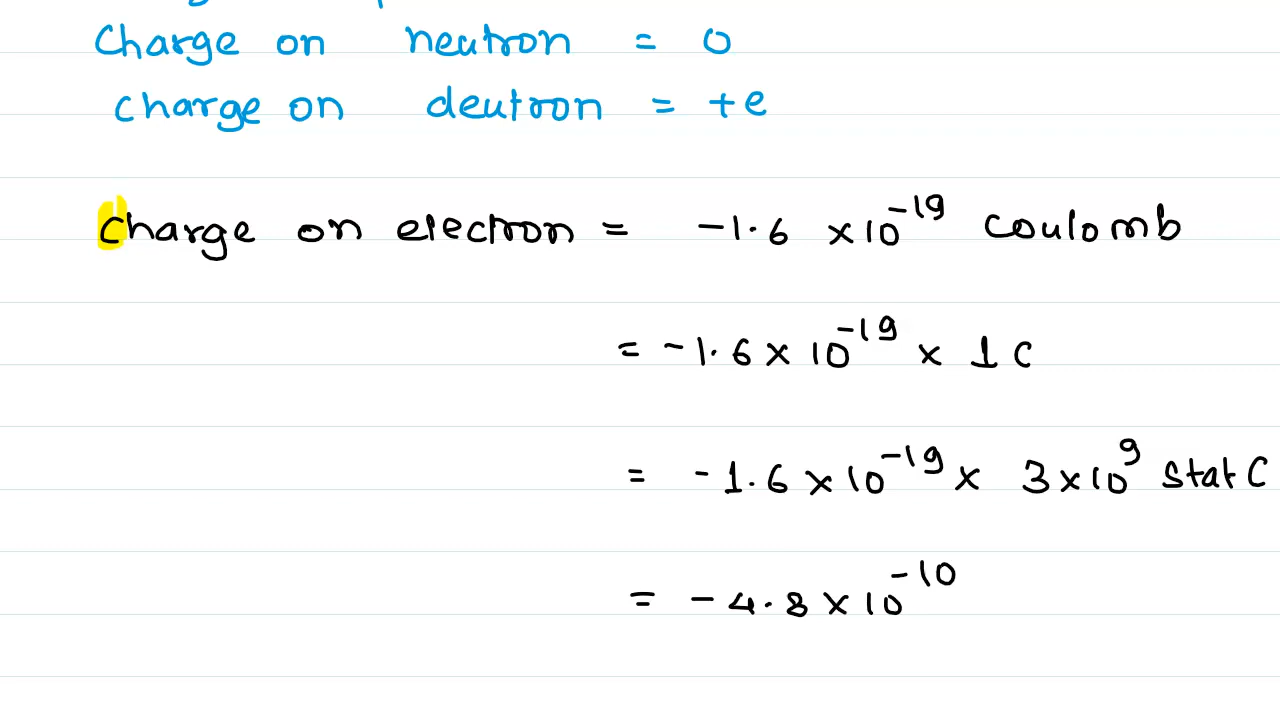 Charge on neutron = 0
Charge on deutron = +e
Charge on electron = -1.6 ×10⁻¹⁹ Coulomb
= -1.6 × 10⁻¹⁹ × 1 C
= -1.6 ×10⁻¹⁹ × 3×10⁹ Stat C
= -4.8 ×10⁻¹⁰